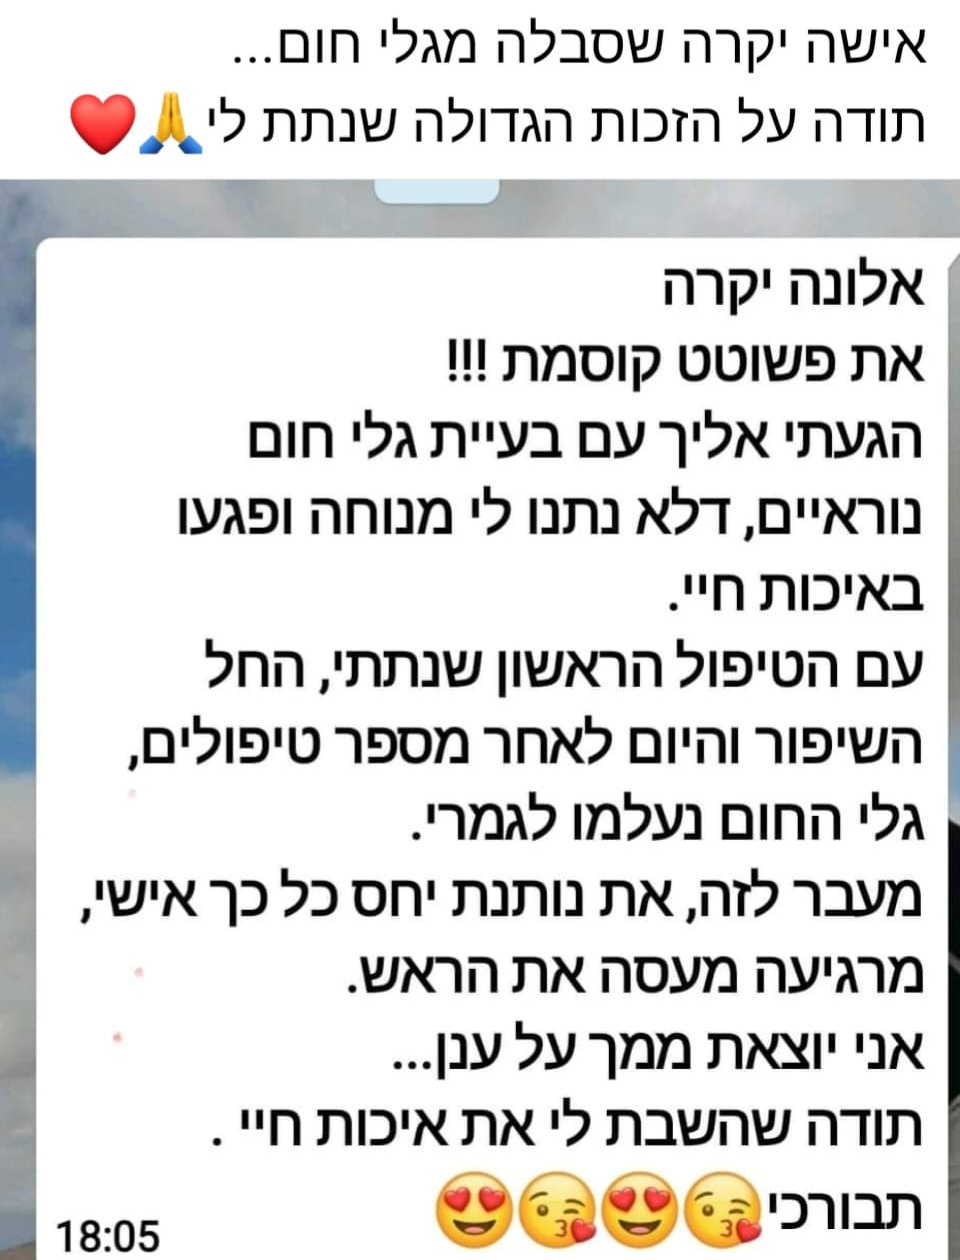 אישה יקרה שסבלה מגלי חום...
תודה על הזכות הגדולה שנתת לי🙏❤️
אלונה יקרה
את פשוטט קוסמת !!!
הגעתי אליך עם בעיית גלי חום
נוראיים, דלא נתנו לי מנוחה ופגעו
באיכות חיי.
עם הטיפול הראשון שנתתי, החל
השיפור והיום לאחר מספר טיפולים,
גלי החום נעלמו לגמרי.
מעבר לזה, את נותנת יחס כל כך אישי,
מרגיעה מעסה את הראש.
אני יוצאת ממך על ענן...
תודה שהשבת לי את איכות חיי .
תבורכי😘😍😘😍
18:05